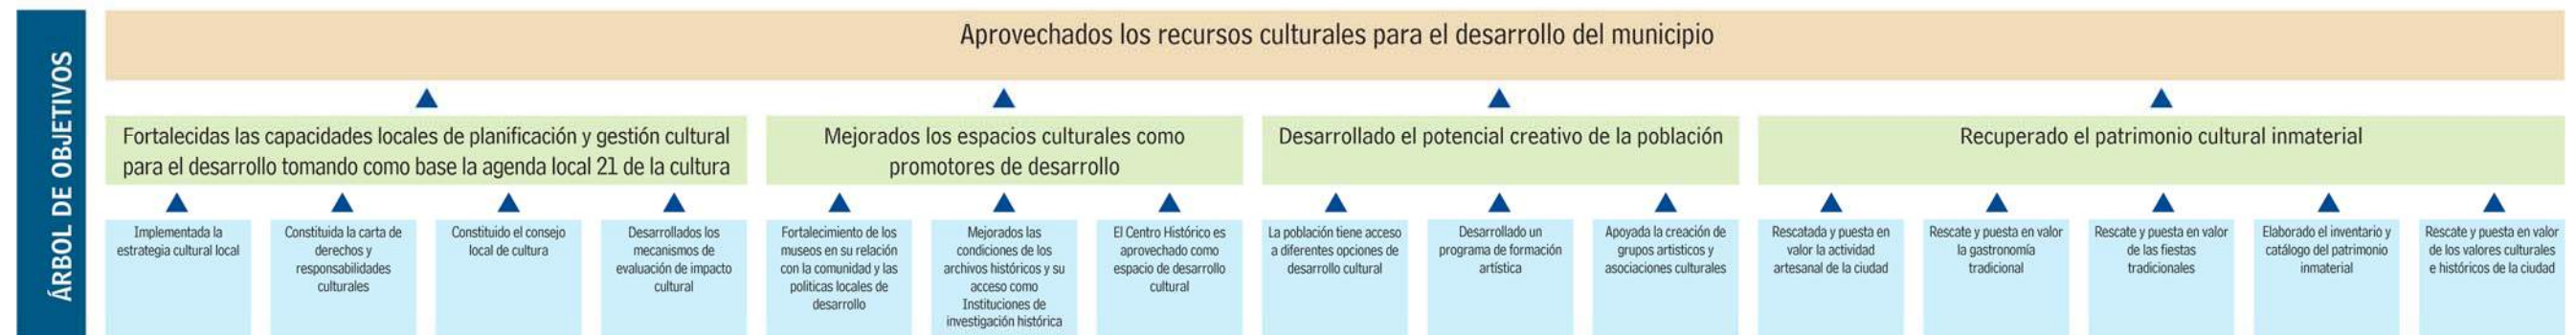 ÁRBOL DE OBJETIVOS
Aprovechados los recursos culturales para el desarrollo del municipio
Fortalecidas las capacidades locales de planificación y gestión cultural
para el desarrollo tomando como base la agenda local 21 de la cultura
Mejorados los espacios culturales como
promotores de desarrollo
Desarrollado el potencial creativo de la población
Recuperado el patrimonio cultural inmaterial
Implementada la
estrategia cultural local
Constituida la carta de
derechos y
responsabilidades
culturales
Constituido el consejo
local de cultura
Desarrollados los
mecanismos de
evaluación de impacto
cultural
Fortalecimiento de los
museos en su relación
con la comunidad y las
políticas locales de
desarrollo
Mejorados las
condiciones de los
archivos históricos y su
acceso como
Instituciones de
investigación histórica
El Centro Histórico es
aprovechado como
espacio de desarrollo
cultural
La población tiene acceso
a diferentes opciones de
desarrollo cultural
Desarrollado un
programa de formación
artística
Apoyada la creación de
grupos artísticos y
asociaciones culturales
Rescatada y puesta en
valor la actividad
artesanal de la ciudad
Rescate y puesta en valor
la gastronomía
tradicional
Rescate y puesta en valor
de las fiestas
tradicionales
Elaborado el inventario y
catálogo del patrimonio
inmaterial
Rescate y puesta en valor
de los valores culturales
e históricos de la ciudad